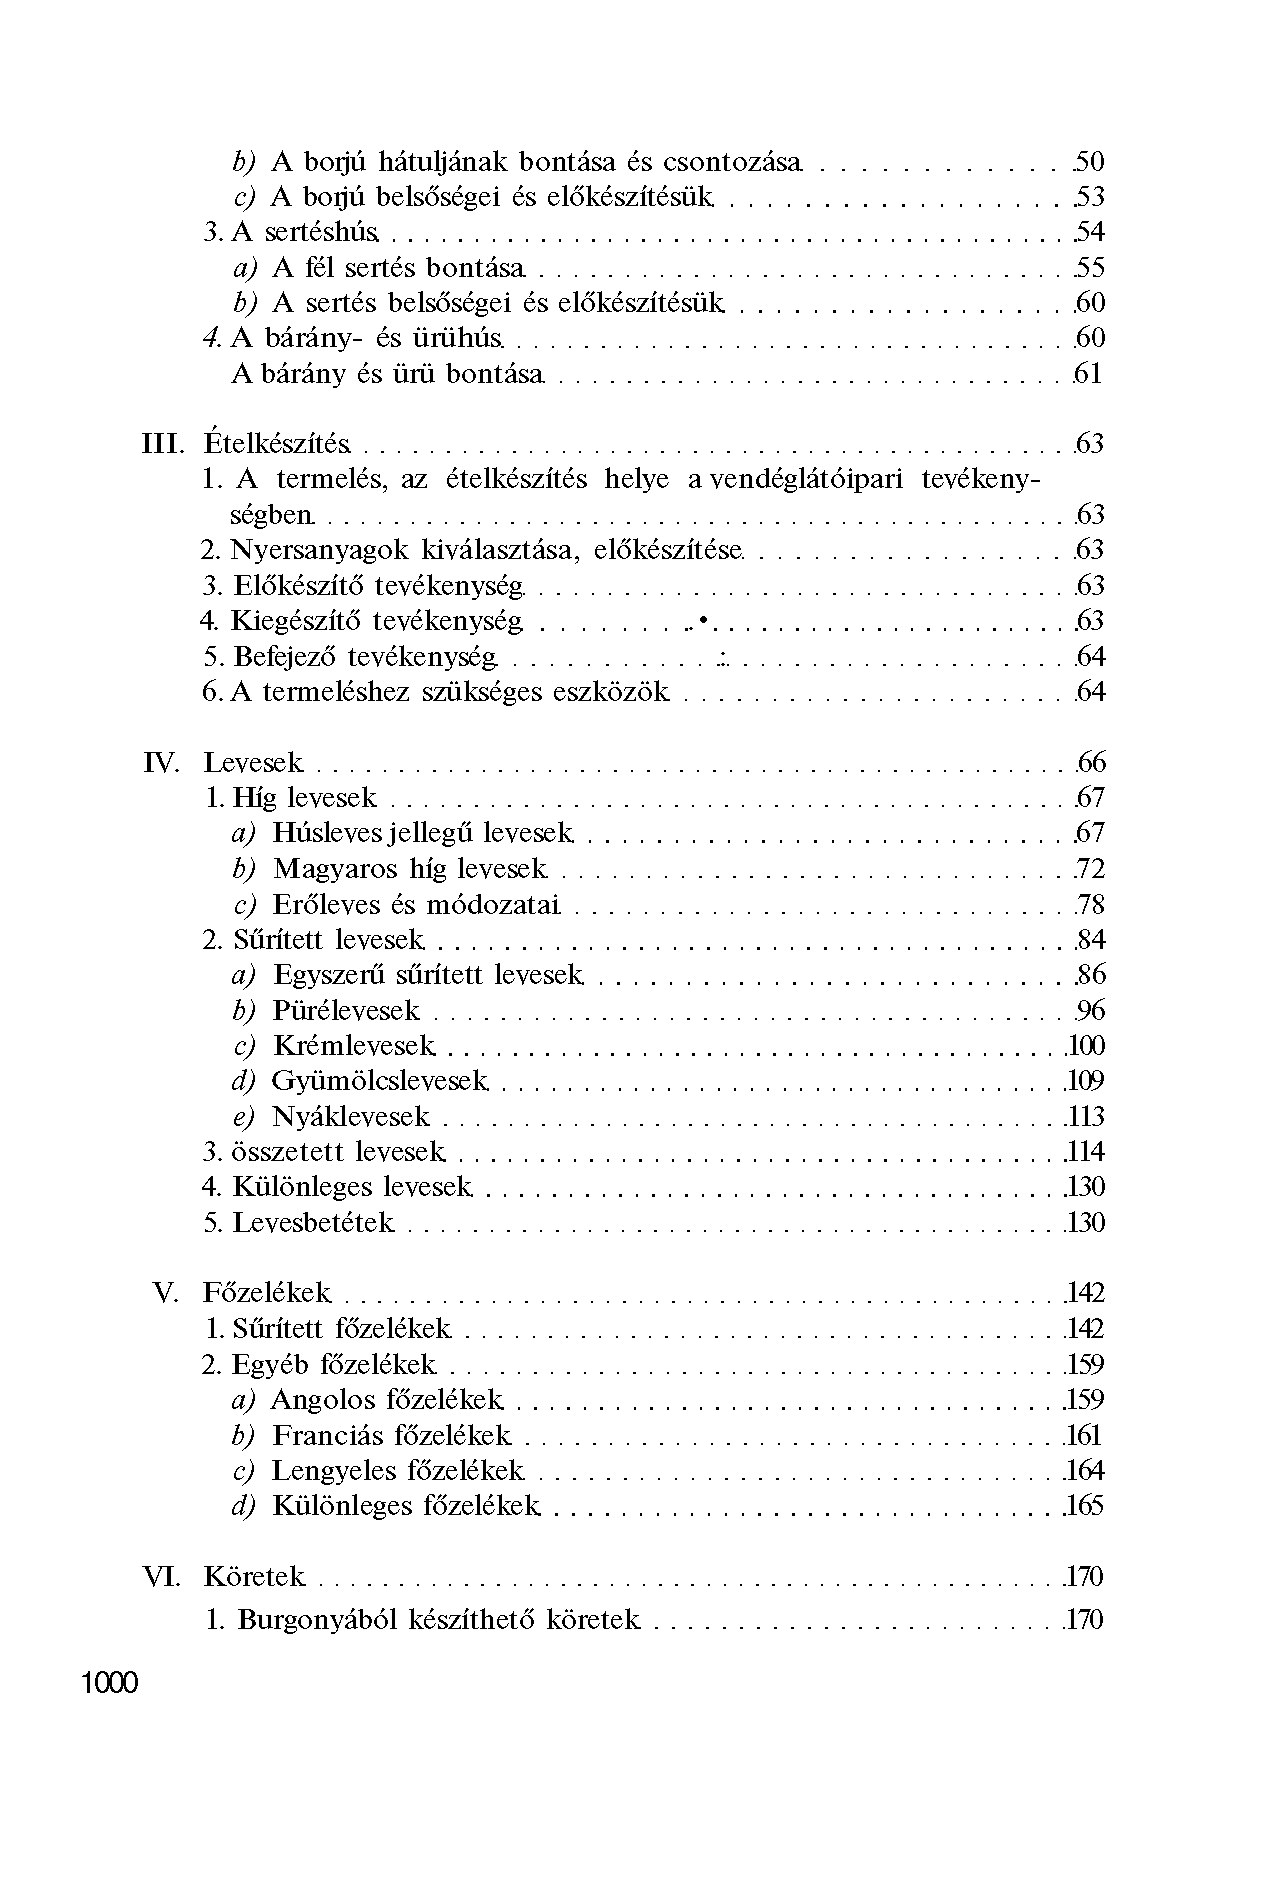 b) A borjú hátuljának bontása és csontozása. . . . . . . . . . . . . .50
c) A borjú belsőségei és előkészítésük. . . . . . . . . . . . . . . . . . . .53
3. A sertéshús. . . . . . . . . . . . . . . . . . . . . . . . . . . . . . . . . . . . . . . . .54
a) A fél sertés bontása. . . . . . . . . . . . . . . . . . . . . . . . . . . . . . . .55
b) A sertés belsőségei és előkészítésük. . . . . . . . . . . . . . . . . . . .60
4. A bárány- és ürühús. . . . . . . . . . . . . . . . . . . . . . . . . . . . . . . . . .60
A bárány és ürü bontása. . . . . . . . . . . . . . . . . . . . . . . . . . . . . . .61
III. Ételkészítés. . . . . . . . . . . . . . . . . . . . . . . . . . . . . . . . . . . . . . . . . . .63
1. A termelés, az ételkészítés helye a vendéglátóipari tevékeny-
ségben. . . . . . . . . . . . . . . . . . . . . . . . . . . . . . . . . . . . . . . . . . . . .63
2. Nyersanyagok kiválasztása, előkészítése. . . . . . . . . . . . . . . . . . .63
3. Előkészítő tevékenység. . . . . . . . . . . . . . . . . . . . . . . . . . . . . . . .63
4. Kiegészítő tevékenység. . . . . . . . . .. • . . . . . . . . . . . . . . . . . . . . . .63
5. Befejező tevékenység. . . . . . . . . . . . .:. . . . . . . . . . . . . . . . . . . . .64
6. A termeléshez szükséges eszközök. . . . . . . . . . . . . . . . . . . . . . .64
IV. Levesek . . . . . . . . . . . . . . . . . . . . . . . . . . . . . . . . . . . . . . . . . . . . . .66
1. Híg levesek . . . . . . . . . . . . . . . . . . . . . . . . . . . . . . . . . . . . . . . . .67
a) Húsleves jellegű levesek. . . . . . . . . . . . . . . . . . . . . . . . . . . . . .67
b) Magyaros híg levesek. . . . . . . . . . . . . . . . . . . . . . . . . . . . . . .72
c) Erőleves és módozatai. . . . . . . . . . . . . . . . . . . . . . . . . . . . . . .78
2. Sűrített levesek. . . . . . . . . . . . . . . . . . . . . . . . . . . . . . . . . . . . . .84
a) Egyszerű sűrített levesek. . . . . . . . . . . . . . . . . . . . . . . . . . . . .86
b) Pürélevesek . . . . . . . . . . . . . . . . . . . . . . . . . . . . . . . . . . . . . . .96
c) Krémlevesek. . . . . . . . . . . . . . . . . . . . . . . . . . . . . . . . . . . . . .100
d) Gyümölcslevesek. . . . . . . . . . . . . . . . . . . . . . . . . . . . . . . . . .109
e) Nyáklevesek . . . . . . . . . . . . . . . . . . . . . . . . . . . . . . . . . . . . . .113
3. összetett levesek. . . . . . . . . . . . . . . . . . . . . . . . . . . . . . . . . . . . .114
4. Különleges levesek. . . . . . . . . . . . . . . . . . . . . . . . . . . . . . . . . . .130
5. Levesbetétek. . . . . . . . . . . . . . . . . . . . . . . . . . . . . . . . . . . . . . . .130
V. Főzelékek. . . . . . . . . . . . . . . . . . . . . . . . . . . . . . . . . . . . . . . . . . . .142
1. Sűrített főzelékek. . . . . . . . . . . . . . . . . . . . . . . . . . . . . . . . . . . .142
2. Egyéb főzelékek. . . . . . . . . . . . . . . . . . . . . . . . . . . . . . . . . . . . .159
a) Angolos főzelékek. . . . . . . . . . . . . . . . . . . . . . . . . . . . . . . . .159
b) Franciás főzelékek. . . . . . . . . . . . . . . . . . . . . . . . . . . . . . . . .161
c) Lengyeles főzelékek. . . . . . . . . . . . . . . . . . . . . . . . . . . . . . . .164
d) Különleges főzelékek. . . . . . . . . . . . . . . . . . . . . . . . . . . . . . .165
VI. Köretek. . . . . . . . . . . . . . . . . . . . . . . . . . . . . . . . . . . . . . . . . . . . . .170
1. Burgonyából készíthető köretek. . . . . . . . . . . . . . . . . . . . . . . . .170
1000